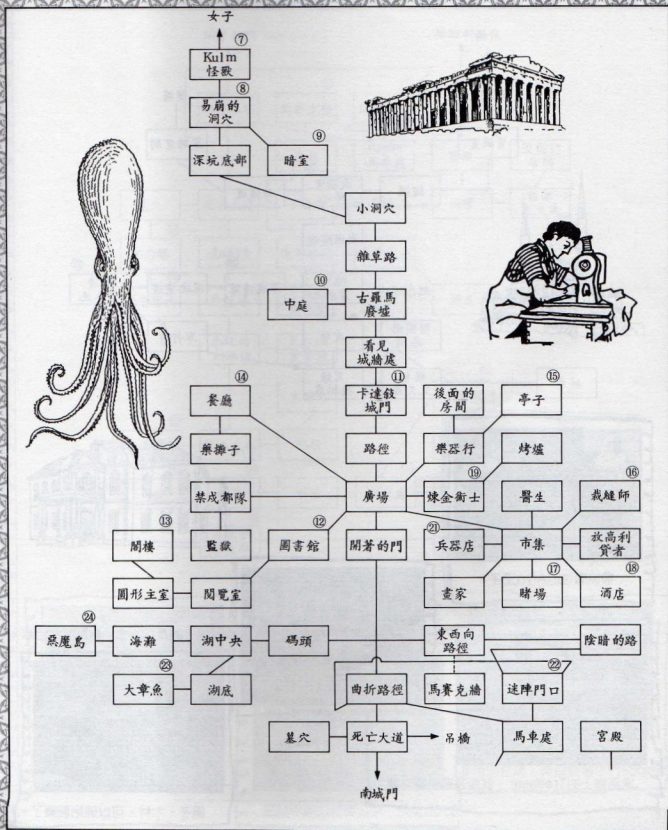 女子
⑦
Kulm
怪獸
⑧
易崩的
洞穴
⑨
深坑底部
暗室
小洞穴
雜草路
⑩
中庭
古羅馬
廢墟
看見
城牆處
⑭
餐廳
⑪
卡達敍
城門
後面的
房間
⑮
亭子
藥攤子
路徑
樂器行
烤爐
禁戍部隊
廣場
⑲
煉金術士
醫生
⑯
裁縫師
⑬
閣樓
監獄
⑫
圖書館
開著的門
㉑
兵器店
市集
放高利
貸者
圓形主室
閱覽室
畫家
⑰
賭場
⑱
酒店
㉔
惡魔島
海灘
湖中央
碼頭
東西向
路徑
陰暗的路
㉓
大章魚
湖底
曲折路徑
馬賽克牆
㉒
迷陣門口
墓穴
死亡大道
吊橋
馬車處
宮殿
南城門